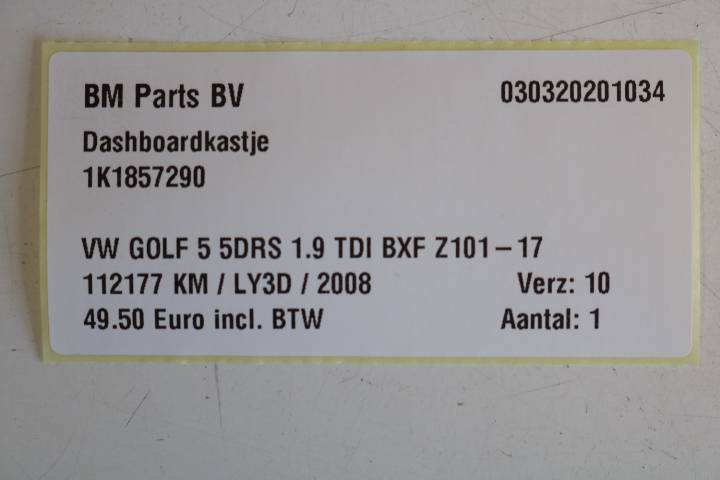 BM Parts BV 030320201034
Dashboardkastje
1K1857290
VW GOLF 5 5DRS 1.9 TDI BXF Z101-17
112177 KM / LY3D / 2008 Verz: 10
49.50 Euro incl. BTW Aantal: 1